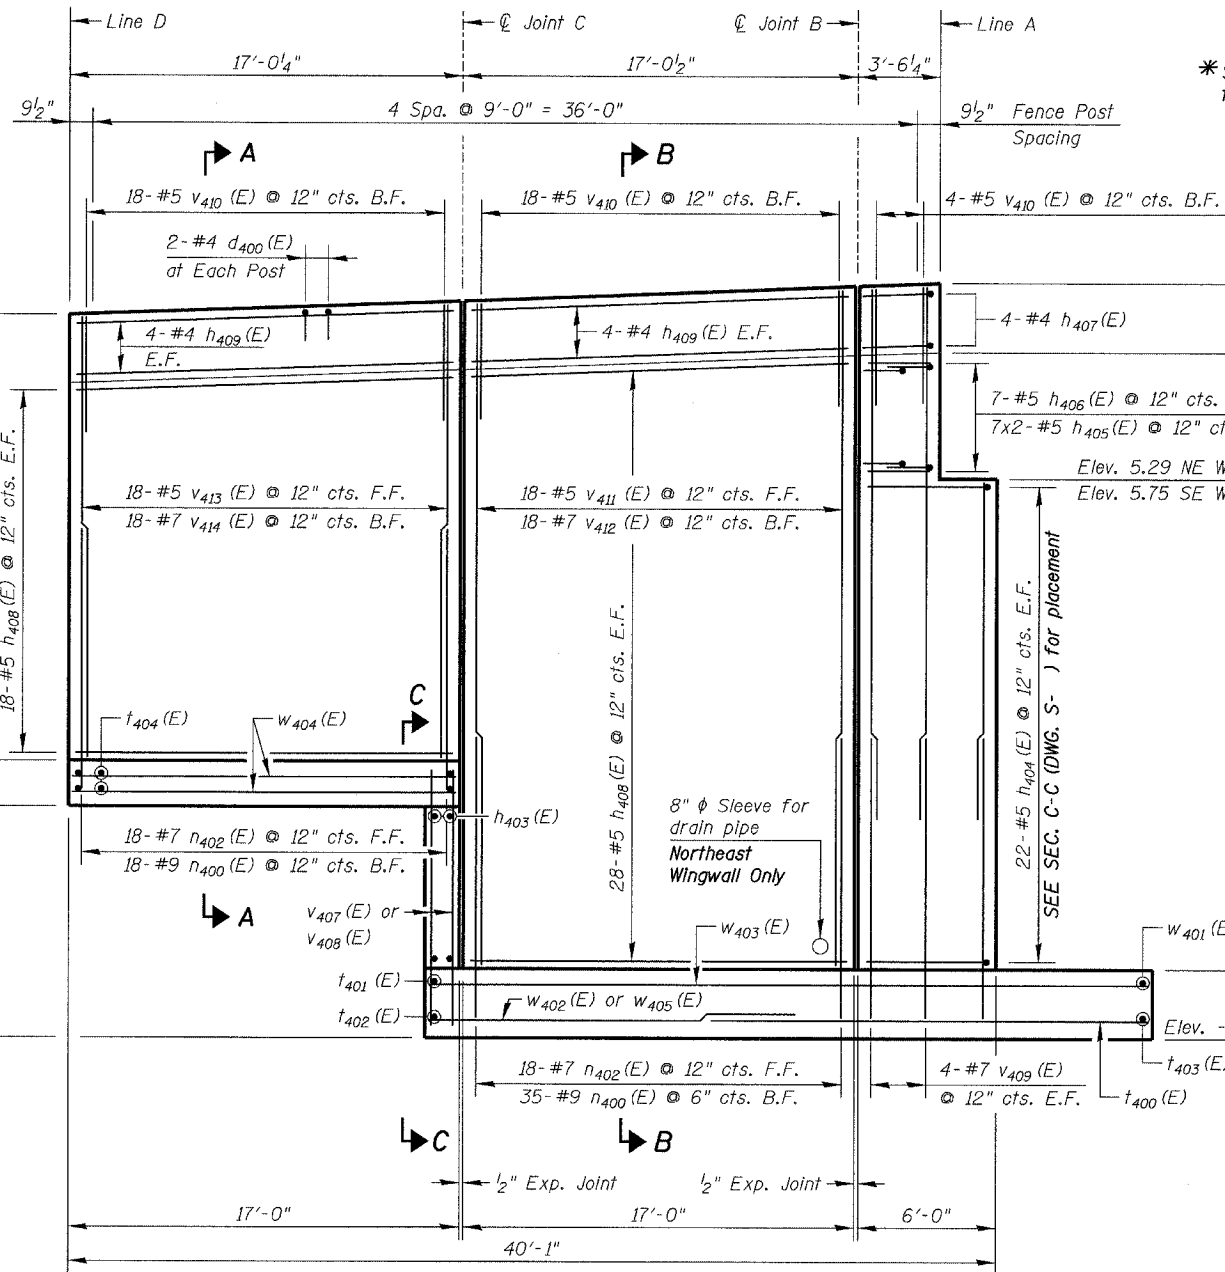 Line D
℄ Joint C
℄ Joint B
Line A
17'-0¼"
17'-0½"
3'-6¼"
*
9½"
4 Spa. @ 9'-0" = 36'-0"
9½" Fence Post
Spacing
A
B
18- #5 v410 (E) @ 12" cts. B.F.
18- #5 v410 (E) @ 12" cts. B.F.
4- #5 v410 (E) @ 12" cts. B.F.
2- #4 d400 (E)
at Each Post
4- #4 h409 (E)
E.F.
4- #4 h409 (E) E.F.
4- #4 h407 (E)
7- #5 h406 (E) @ 12" cts.
7x2- #5 h405 (E) @ 12"
Elev. 5.29 NE
Elev. 5.75 SE
18- #5 h408 (E) @ 12" cts. E.F.
18- #5 v413 (E) @ 12" cts. F.F.
18- #7 v414 (E) @ 12" cts. B.F.
18- #5 v411 (E) @ 12" cts. F.F.
18- #7 v412 (E) @ 12" cts. B.F.
28- #5 h408 (E) @ 12" cts. E.F.
22- #5 h404 (E) @ 12" cts. E.F.
SEE SEC. C-C (DWG. S- ) for placement
C
t404 (E)
w404 (E)
h403 (E)
8" ϕ Sleeve for
drain pipe
Northeast
Wingwall Only
18- #7 n402 (E) @ 12" cts. F.F.
18- #9 n400 (E) @ 12" cts. B.F.
A
v407 (E) or
v408 (E)
w403 (E)
w401
t401 (E)
w402 (E) or w405 (E)
t402 (E)
Elev. -
t403 (E)
18- #7 n402 (E) @ 12" cts. F.F.
35- #9 n400 (E) @ 6" cts. B.F.
4- #7 v409 (E)
@ 12" cts. E.F.
t400 (E)
C
B
½" Exp. Joint
½" Exp. Joint
17'-0"
17'-0"
6'-0"
40'-1"